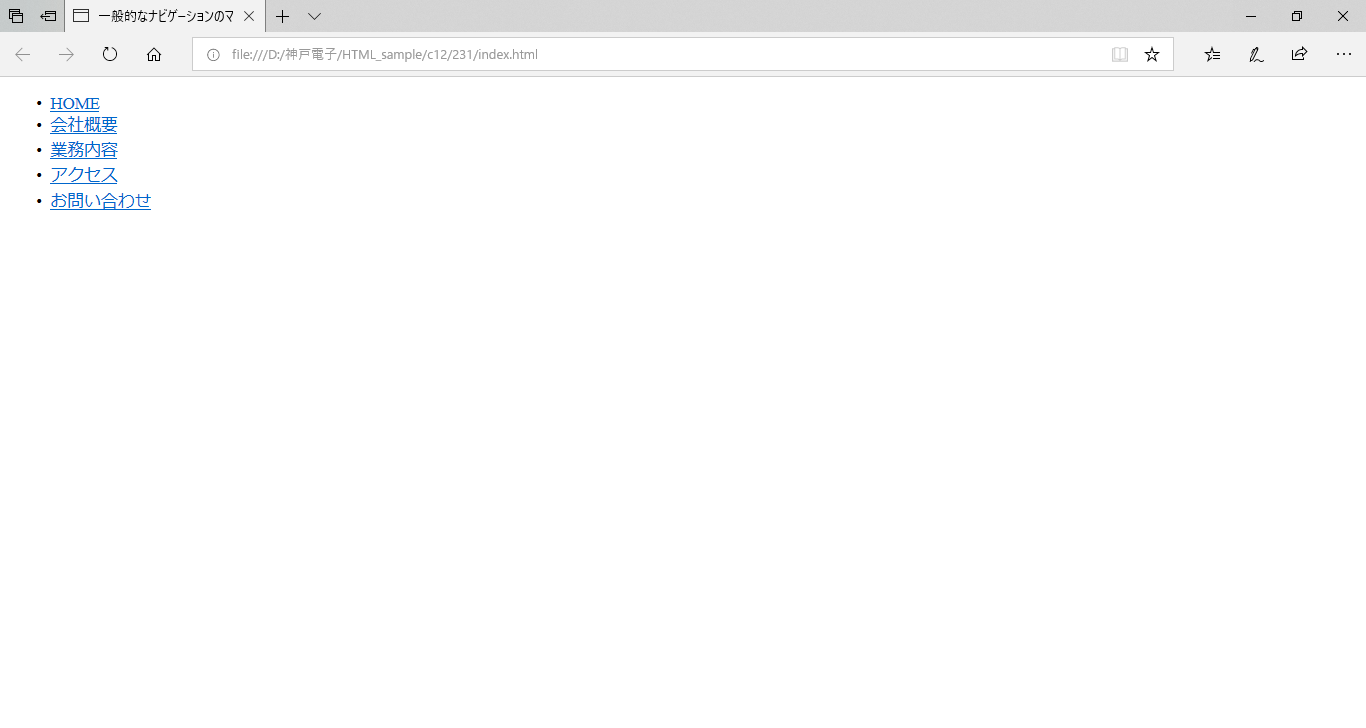 一般的なナビゲーションのマ
file:///D:/神戸電子/HTML_sample/c12/231/index.html
• HOME
• 会社概要
• 業務内容
• アクセス
• お問い合わせ